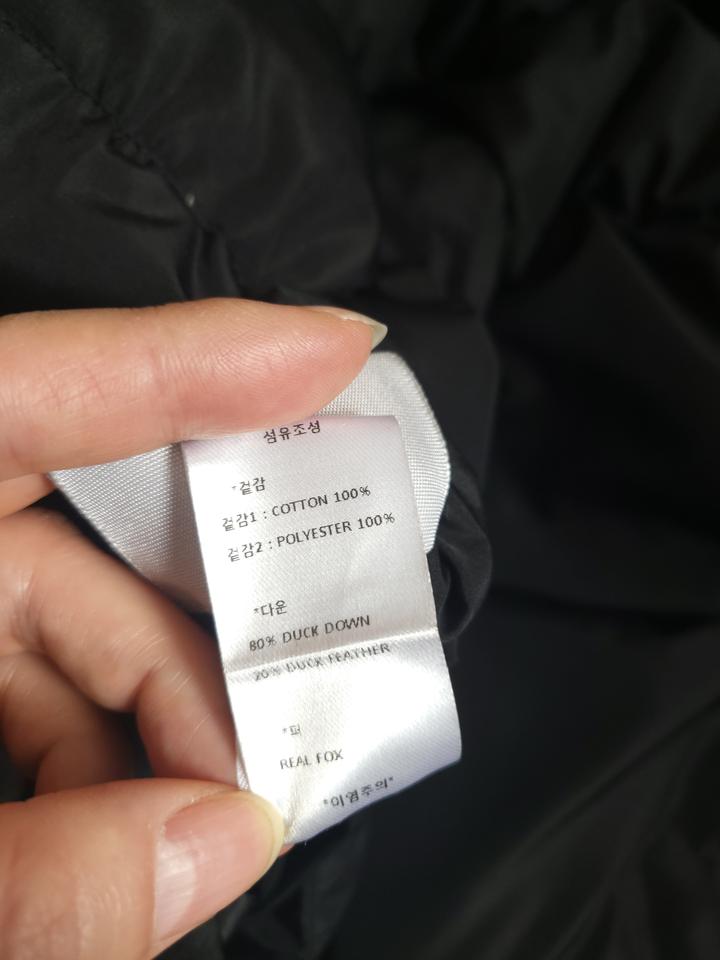 섬유조성
*겉감
겉감1 : COTTON 100%
겉감2 : POLYESTER 100%
*다운
80% DUCK DOWN
20% DUCK FEATHER
*퍼
REAL FOX
*이염주의*